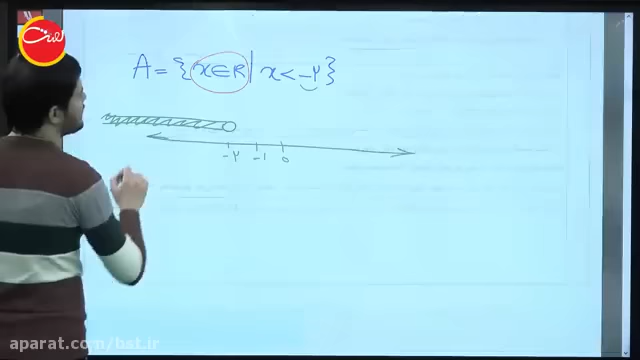 A = {x ∈ R | x < -۲}
-۲ -۱ ۰
aparat.com/bst.ir